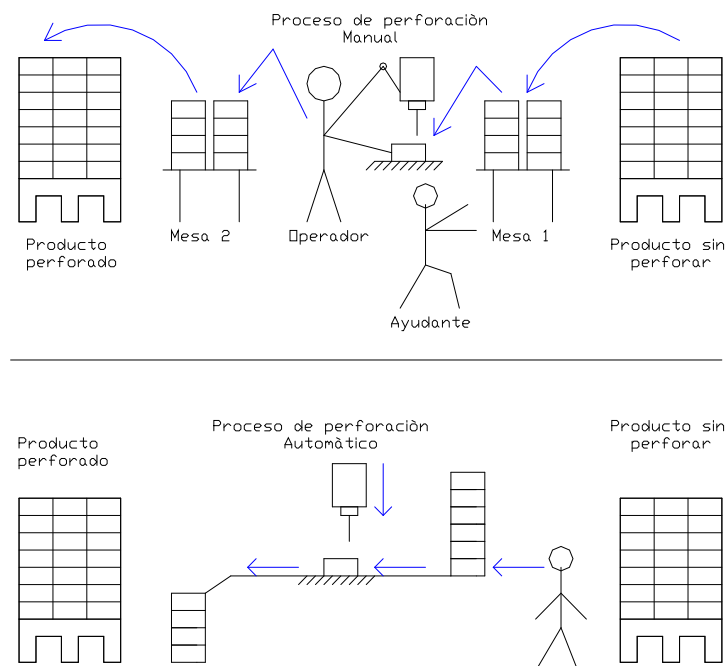 Proceso de perforaciòn
Manual
Producto
perforado
Mesa 2
Operador
Mesa 1
Producto sin
perforar
Ayudante
Producto
perforado
Proceso de perforaciòn
Automàtico
Producto sin
perforar